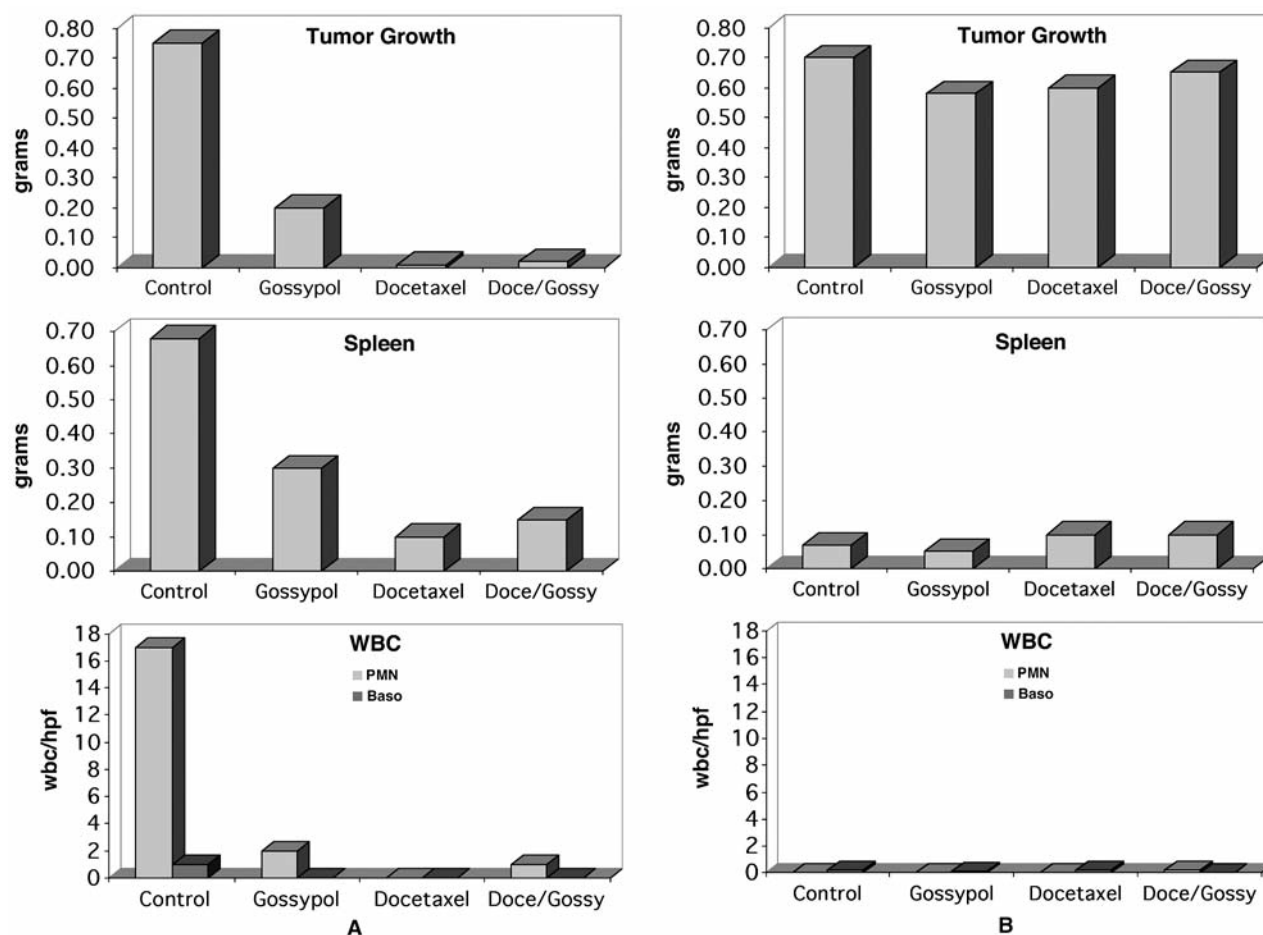 Tumor Growth
grams
0.80
0.70
0.60
0.50
0.40
0.30
0.20
0.10
0.00
Control Gossypol Docetaxel Doce/Gossy
Spleen
grams
0.70
0.60
0.50
0.40
0.30
0.20
0.10
0.00
Control Gossypol Docetaxel Doce/Gossy
WBC
PMN
Baso
wbc/hpf
18
16
14
12
10
8
6
4
2
0
Control Gossypol Docetaxel Doce/Gossy
A
Tumor Growth
grams
0.80
0.70
0.60
0.50
0.40
0.30
0.20
0.10
0.00
Control Gossypol Docetaxel Doce/Gossy
Spleen
grams
0.70
0.60
0.50
0.40
0.30
0.20
0.10
0.00
Control Gossypol Docetaxel Doce/Gossy
WBC
PMN
Baso
wbc/hpf
18
16
14
12
10
8
6
4
2
0
Control Gossypol Docetaxel Doce/Gossy
B